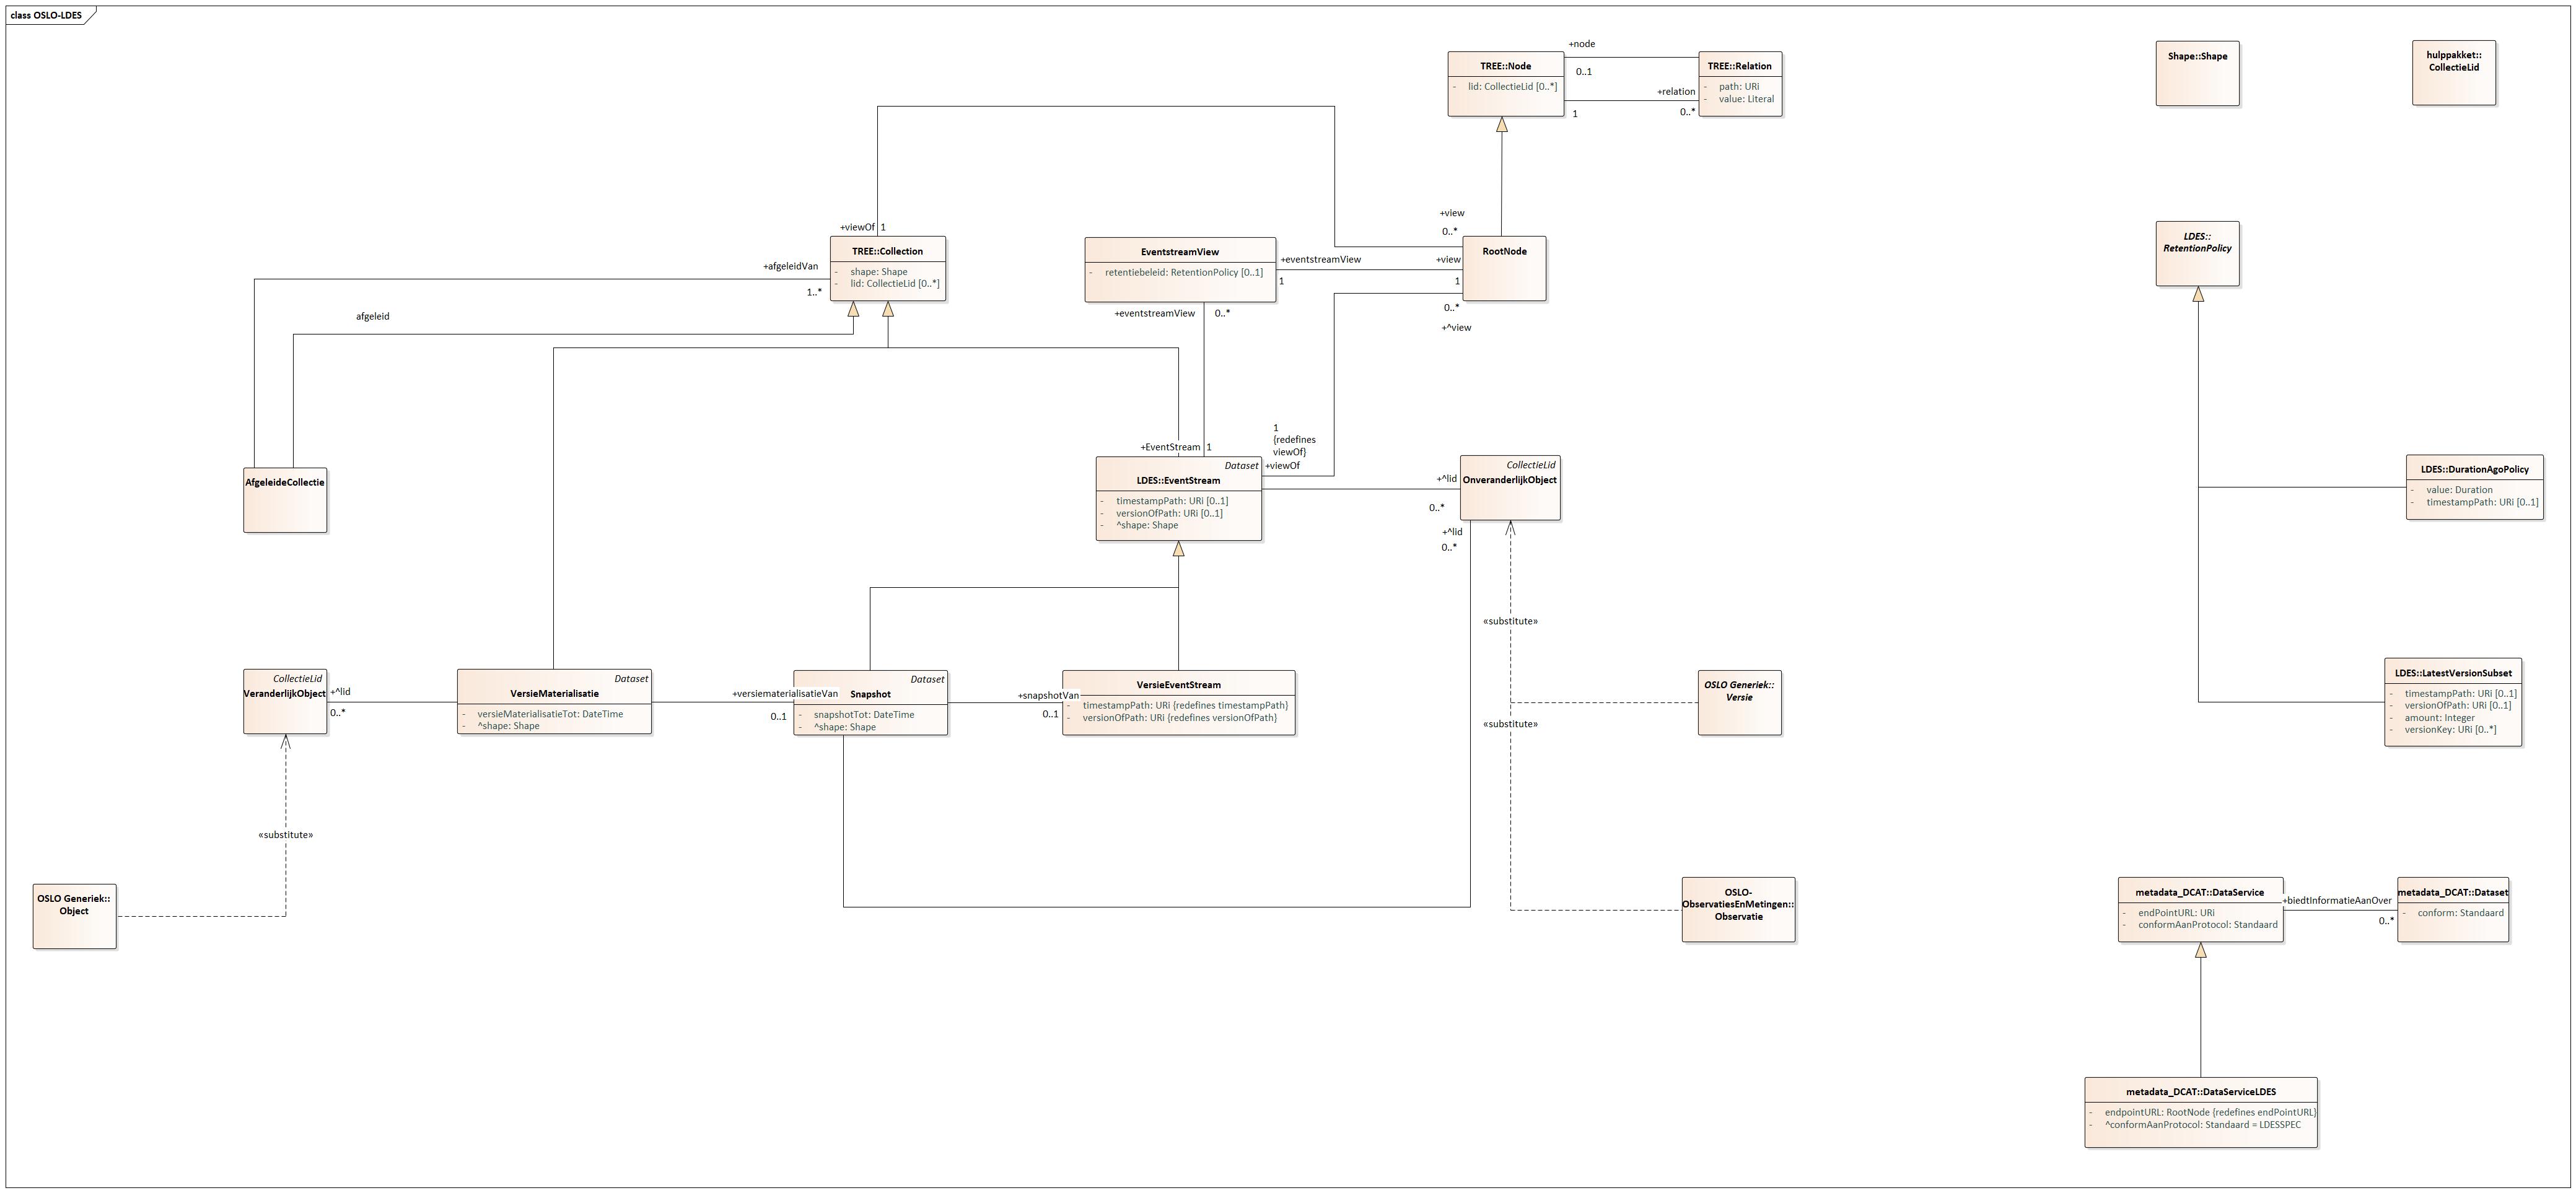 class OSLO-LDES
+node
TREE::Node
0..1
TREE::Relation
- lid: CollectieLid [0..*]
+relation
- path: URi
- value: Literal
1
0..*
Shape::Shape
hulppakket::
CollectieLid
+viewOf 1
+view
0..*
TREE::Collection
- shape: Shape
- lid: CollectieLid [0..*]
+afgeleidVan
1..*
afgeleid
EventstreamView
- retentiebeleid: RetentionPolicy [0..1]
+eventstreamView
1
+view
1
RootNode
+eventstreamView
0..*
0..*
+^view
LDES::
RetentionPolicy
1
{redefines
viewOf}
+viewOf
+EventStream 1
Dataset
LDES::EventStream
- timestampPath: URi [0..1]
- versionOfPath: URi [0..1]
- ^shape: Shape
+^lid
0..*
CollectieLid
OnveranderlijkObject
+^lid
0..*
AfgeleideCollectie
LDES::DurationAgoPolicy
- value: Duration
- timestampPath: URi [0..1]
«substitute»
CollectieLid
VeranderlijkObject
+^lid
0..*
Dataset
VersieMaterialisatie
- versieMaterialisatieTot: DateTime
- ^shape: Shape
+versiematerialisatieVan
0..1
Dataset
Snapshot
- snapshotTot: DateTime
- ^shape: Shape
+snapshotVan
0..1
VersieEventStream
- timestampPath: URi {redefines timestampPath}
- versionOfPath: URi {redefines versionOfPath}
OSLO Generiek::
Versie
«substitute»
LDES::LatestVersionSubset
- timestampPath: URi [0..1]
- versionOfPath: URi [0..1]
- amount: Integer
- versionKey: URi [0..*]
«substitute»
OSLO Generiek::
Object
OSLO-
ObservatiesEnMetingen::
Observatie
metadata_DCAT::DataService
- endPointURL: URi
- conformAanProtocol: Standaard
+biedtInformatieAanOver
0..*
metadata_DCAT::Dataset
- conform: Standaard
metadata_DCAT::DataServiceLDES
- endpointURL: RootNode {redefines endPointURL}
- ^conformAanProtocol: Standaard = LDESSPEC